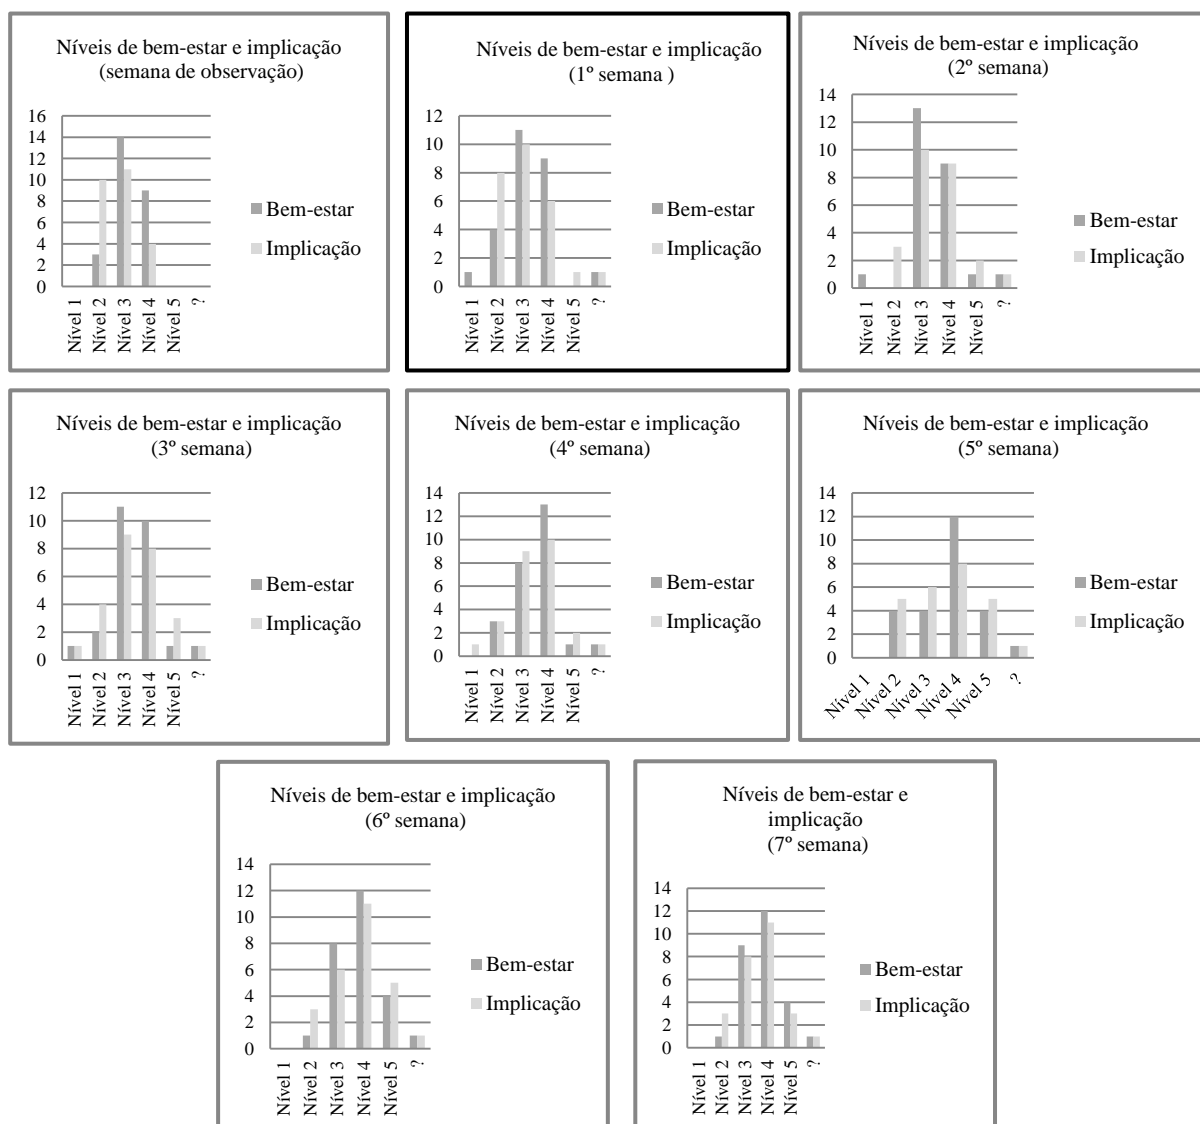 Níveis de bem-estar e implicação
(semana de observação)
16
14
12
10
8
6
4
2
0
Nível 1
Nível 2
Nível 3
Nível 4
Nível 5
?
Bem-estar
Implicação
Níveis de bem-estar e implicação
(1º semana )
12
10
8
6
4
2
0
Nível 1
Nível 2
Nível 3
Nível 4
Nível 5
?
Bem-estar
Implicação
Níveis de bem-estar e implicação
(2º semana)
14
12
10
8
6
4
2
0
Nível 1
Nível 2
Nível 3
Nível 4
Nível 5
?
Bem-estar
Implicação
Níveis de bem-estar e implicação
(3º semana)
12
10
8
6
4
2
0
Nível 1
Nível 2
Nível 3
Nível 4
Nível 5
?
Bem-estar
Implicação
Níveis de bem-estar e implicação
(4º semana)
14
12
10
8
6
4
2
0
Nível 1
Nível 2
Nível 3
Nível 4
Nível 5
?
Bem-estar
Implicação
Níveis de bem-estar e implicação
(5º semana)
14
12
10
8
6
4
2
0
Nível 1
Nível 2
Nível 3
Nível 4
Nível 5
?
Bem-estar
Implicação
Níveis de bem-estar e implicação
(6º semana)
14
12
10
8
6
4
2
0
Nível 1
Nível 2
Nível 3
Nível 4
Nível 5
?
Bem-estar
Implicação
Níveis de bem-estar e
implicação
(7º semana)
14
12
10
8
6
4
2
0
Nível 1
Nível 2
Nível 3
Nível 4
Nível 5
?
Bem-estar
Implicação